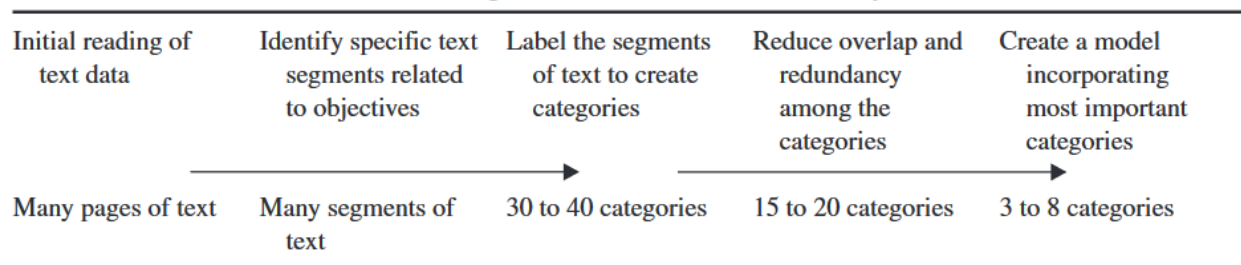 Initial reading of
text data
Identify specific text
segments related
to objectives
Label the segments
of text to create
categories
Reduce overlap and
redundancy
among the
categories
Create a model
incorporating
most important
categories
Many pages of text
Many segments of
text
30 to 40 categories
15 to 20 categories
3 to 8 categories